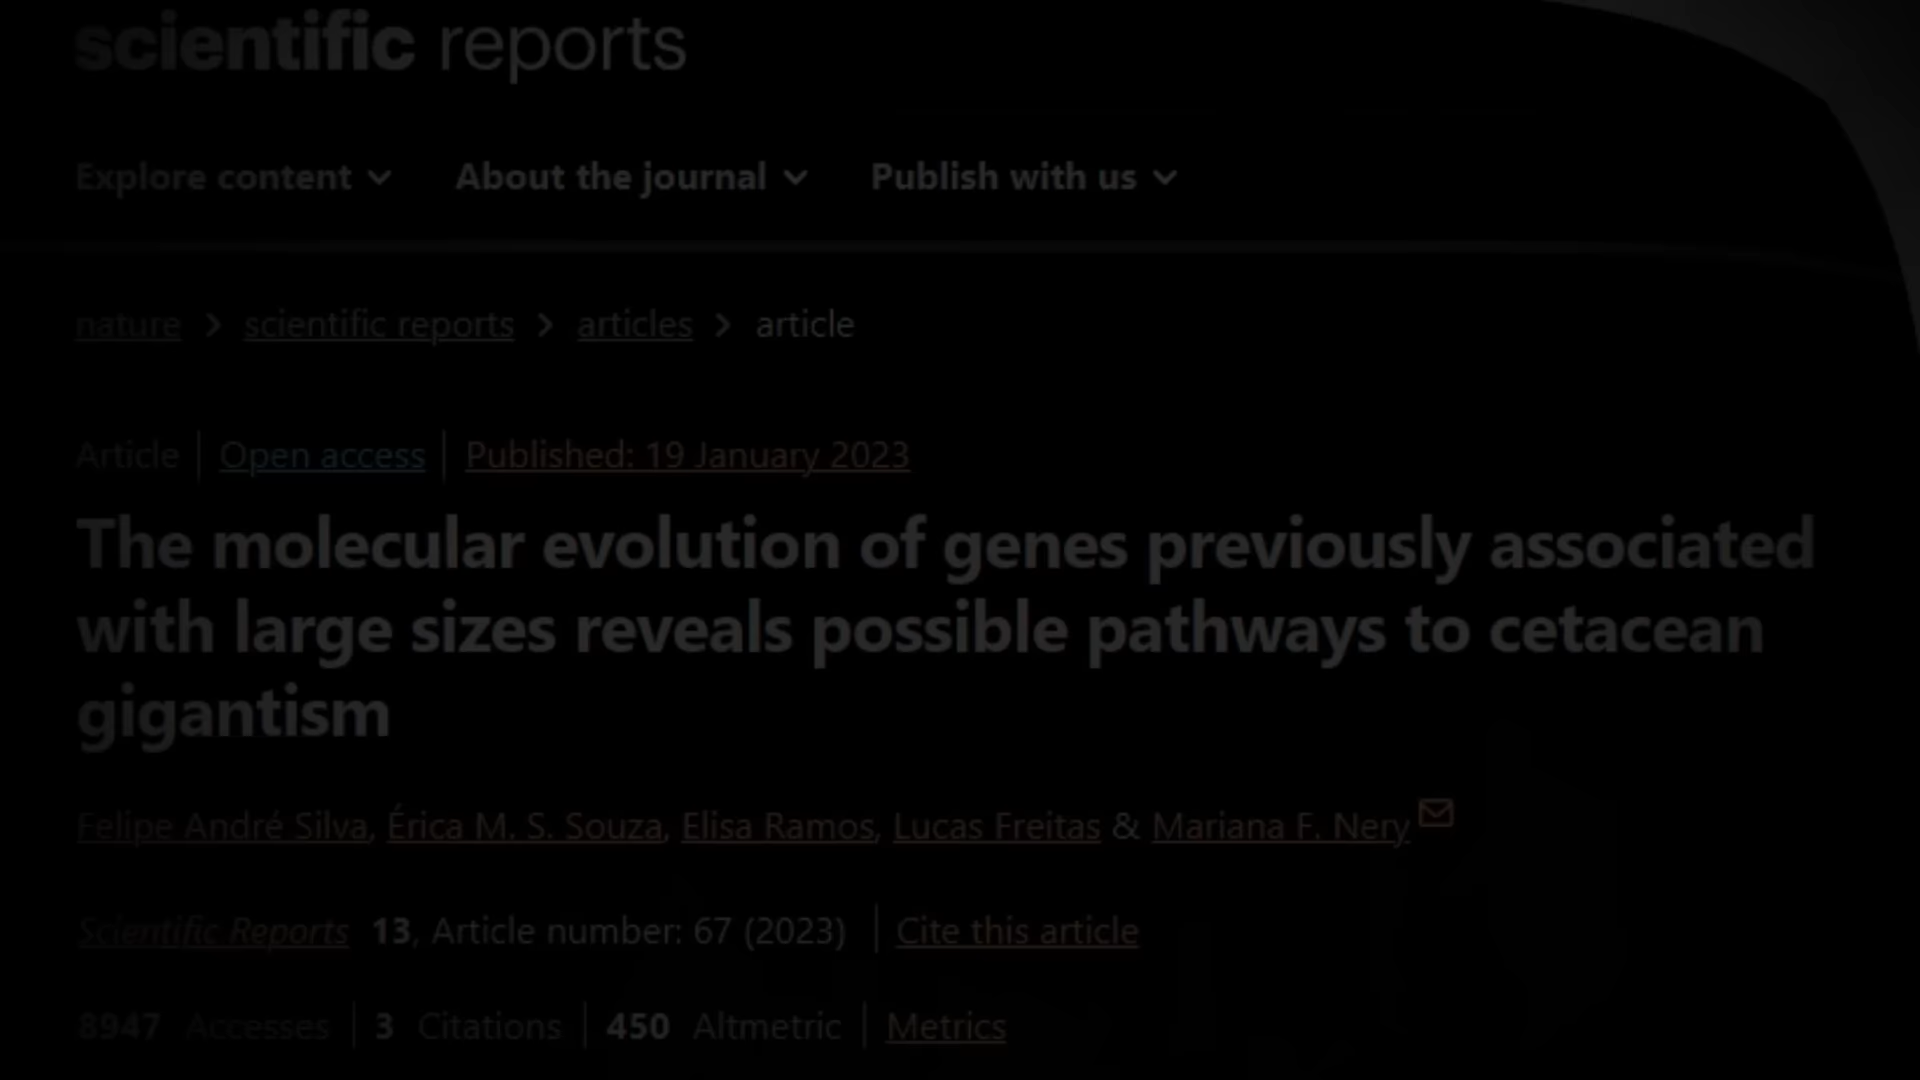 scientific reports
Explore content About the journal Publish with us
nature > scientific reports > articles > article
Article | Open access | Published: 19 January 2023
The molecular evolution of genes previously associated
with large sizes reveals possible pathways to cetacean
gigantism
Felipe André Silva, Érica M. S. Souza, Elisa Ramos, Lucas Freitas & Mariana F. Nery
Scientific Reports 13, Article number: 67 (2023) | Cite this article
8947 Accesses | 3 Citations | 450 Altmetric | Metrics